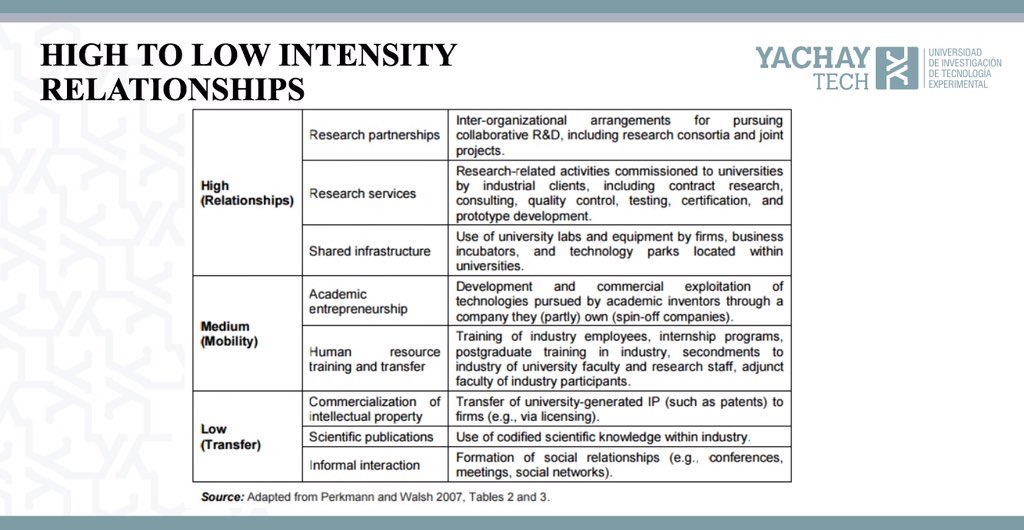 HIGH TO LOW INTENSITY
RELATIONSHIPS
YACHAY
TECH
UNIVERSIDAD
DE INVESTIGACIÓN
DE TECNOLOGÍA
EXPERIMENTAL
High
(Relationships)
Research partnerships
Inter-organizational arrangements for pursuing
collaborative R&D, including research consortia and joint
projects.
Research services
Research-related activities commissioned to universities
by industrial clients, including contract research,
consulting, quality control, testing, certification, and
prototype development.
Shared infrastructure
Use of university labs and equipment by firms, business
incubators, and technology parks located within
universities.
Medium
(Mobility)
Academic
entrepreneurship
Development and commercial exploitation of
technologies pursued by academic inventors through a
company they (partly) own (spin-off companies).
Human resource
training and transfer
Training of industry employees, internship programs,
postgraduate training in industry, secondments to
industry of university faculty and research staff, adjunct
faculty of industry participants.
Low
(Transfer)
Commercialization of
intellectual property
Transfer of university-generated IP (such as patents) to
firms (e.g., via licensing).
Scientific publications
Use of codified scientific knowledge within industry.
Informal interaction
Formation of social relationships (e.g., conferences,
meetings, social networks).
Source: Adapted from Perkmann and Walsh 2007, Tables 2 and 3.